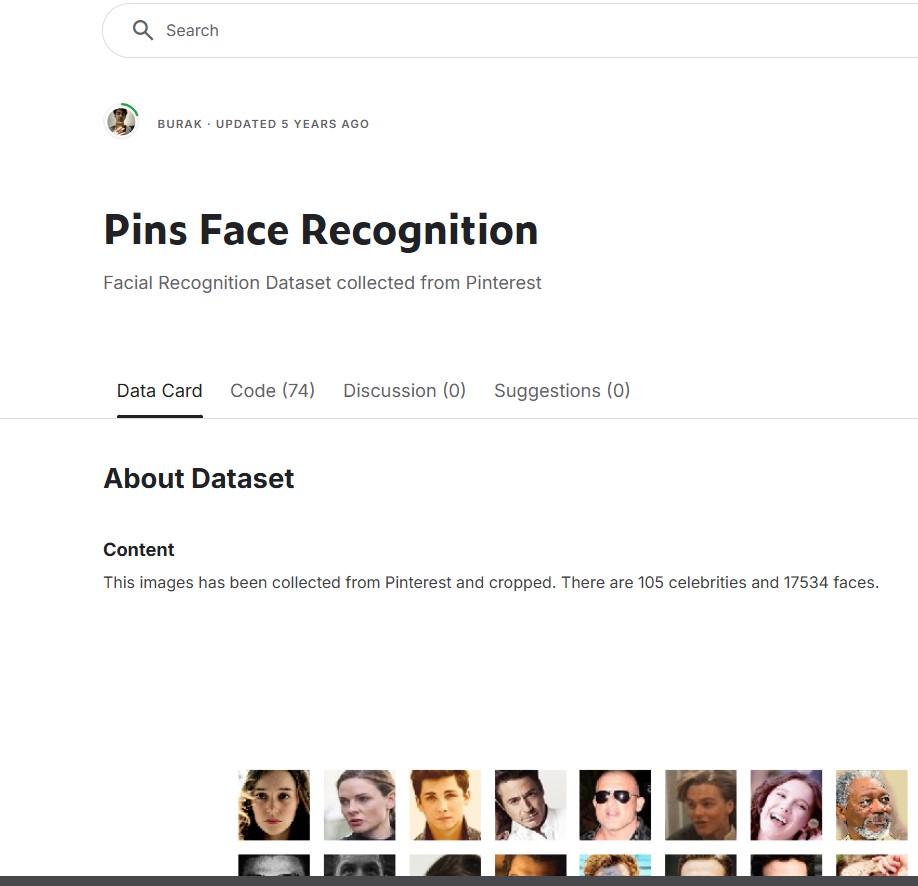 Search
BURAK · UPDATED 5 YEARS AGO
Pins Face Recognition
Facial Recognition Dataset collected from Pinterest
Data Card Code (74) Discussion (0) Suggestions (0)
About Dataset
Content
This images has been collected from Pinterest and cropped. There are 105 celebrities and 17534 faces.